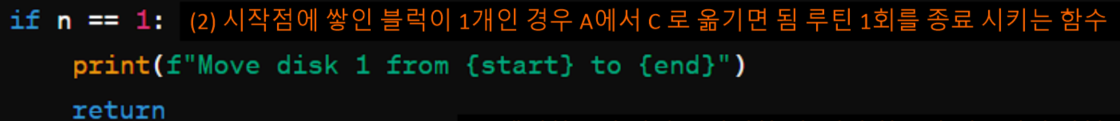 if n == 1: (2) 시작점에 쌓인 블럭이 1개인 경우 A에서 C 로 옮기면 됨 루틴 1회를 종료 시키는 함수
print(f"Move disk 1 from {start} to {end}")
return